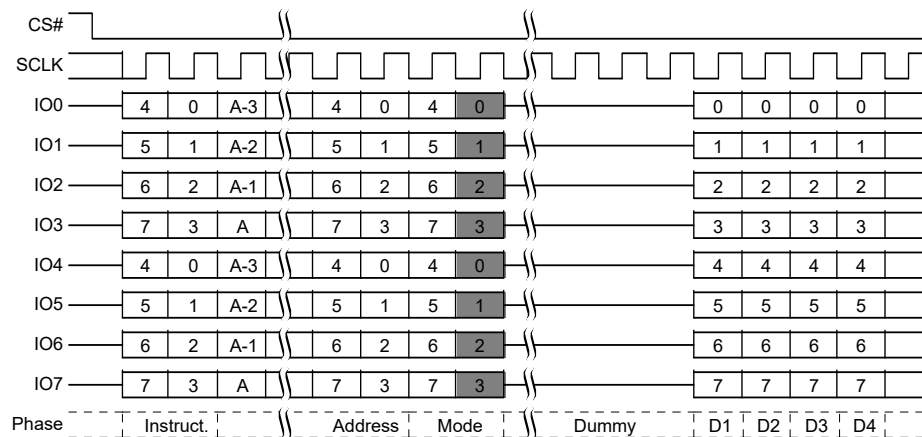 CS#
SCLK
IO0 4 0 A-3 4 0 4 0 0 0 0 0
IO1 5 1 A-2 5 1 5 1 1 1 1 1
IO2 6 2 A-1 6 2 6 2 2 2 2 2
IO3 7 3 A 7 3 7 3 3 3 3 3
IO4 4 0 A-3 4 0 4 0 4 4 4 4
IO5 5 1 A-2 5 1 5 1 5 5 5 5
IO6 6 2 A-1 6 2 6 2 6 6 6 6
IO7 7 3 A 7 3 7 3 7 7 7 7
Phase Instruct. Address Mode Dummy D1 D2 D3 D4